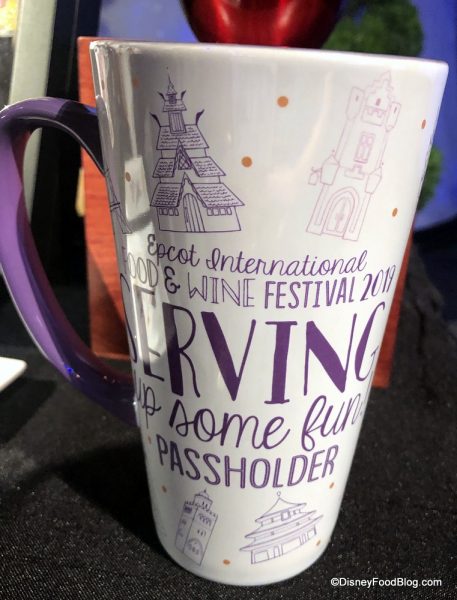 Epcot International
FOOD & WINE FESTIVAL 2019
SERVING
up some fun!
PASSHOLDER
©DisneyFoodBlog.com